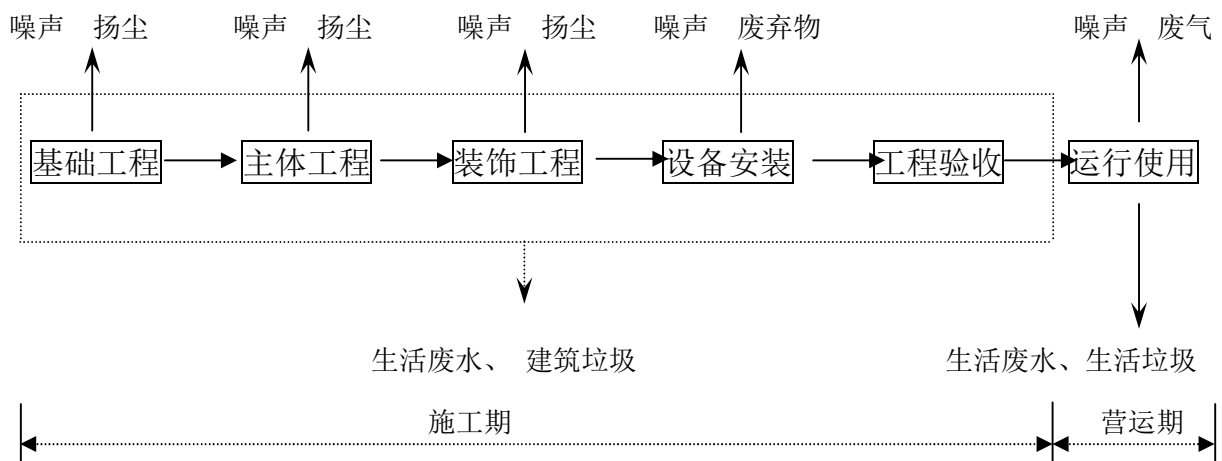 噪声 扬尘 噪声 扬尘 噪声 扬尘 噪声 废弃物 噪声 废气
基础工程 主体工程 装饰工程 设备安装 工程验收 运行使用
生活废水、 建筑垃圾 生活废水、生活垃圾
施工期 营运期